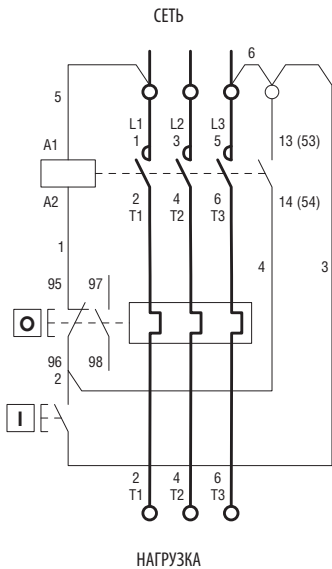 СЕТЬ
6
5
L1 L2 L3
1 3 5
13 (53)
A1
A2
2 4 6
T1 T2 T3
14 (54)
1
4
3
95 97
O
96 98
2
I
2 4 6
T1 T2 T3
НАГРУЗКА